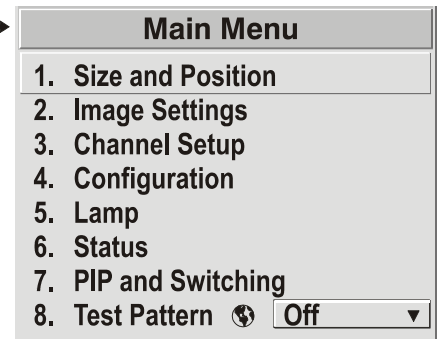 Main Menu
1. Size and Position
2. Image Settings
3. Channel Setup
4. Configuration
5. Lamp
6. Status
7. PIP and Switching
8. Test Pattern Off